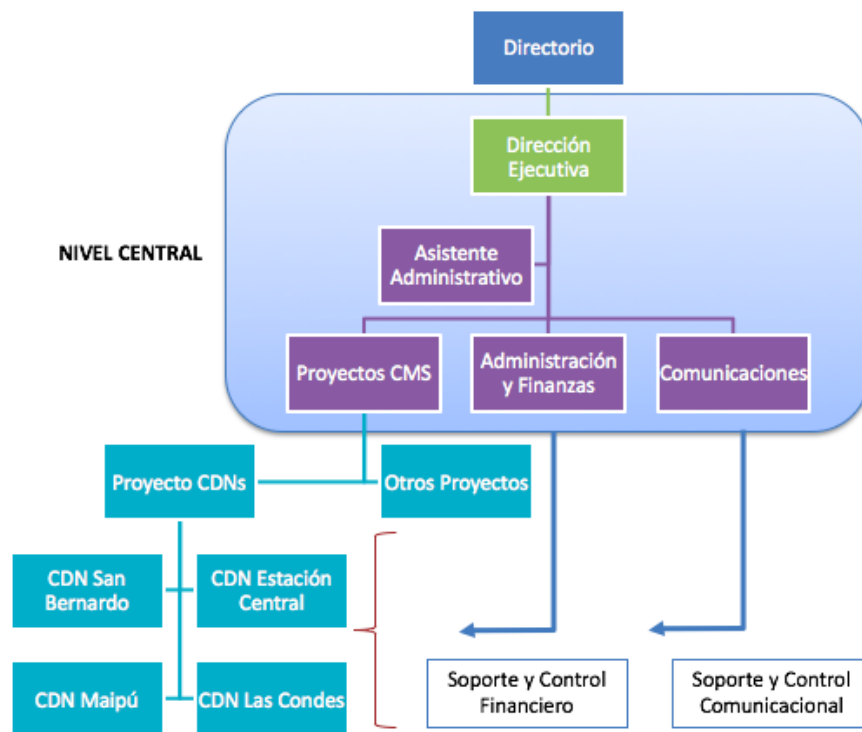 Directorio
Dirección
Ejecutiva
NIVEL CENTRAL
Asistente
Administrativo
Proyectos CMS
Administración
y Finanzas
Comunicaciones
Proyecto CDNs
Otros Proyectos
CDN San
Bernardo
CDN Estación
Central
CDN Maipú
CDN Las Condes
Soporte y Control
Financiero
Soporte y Control
Comunicacional